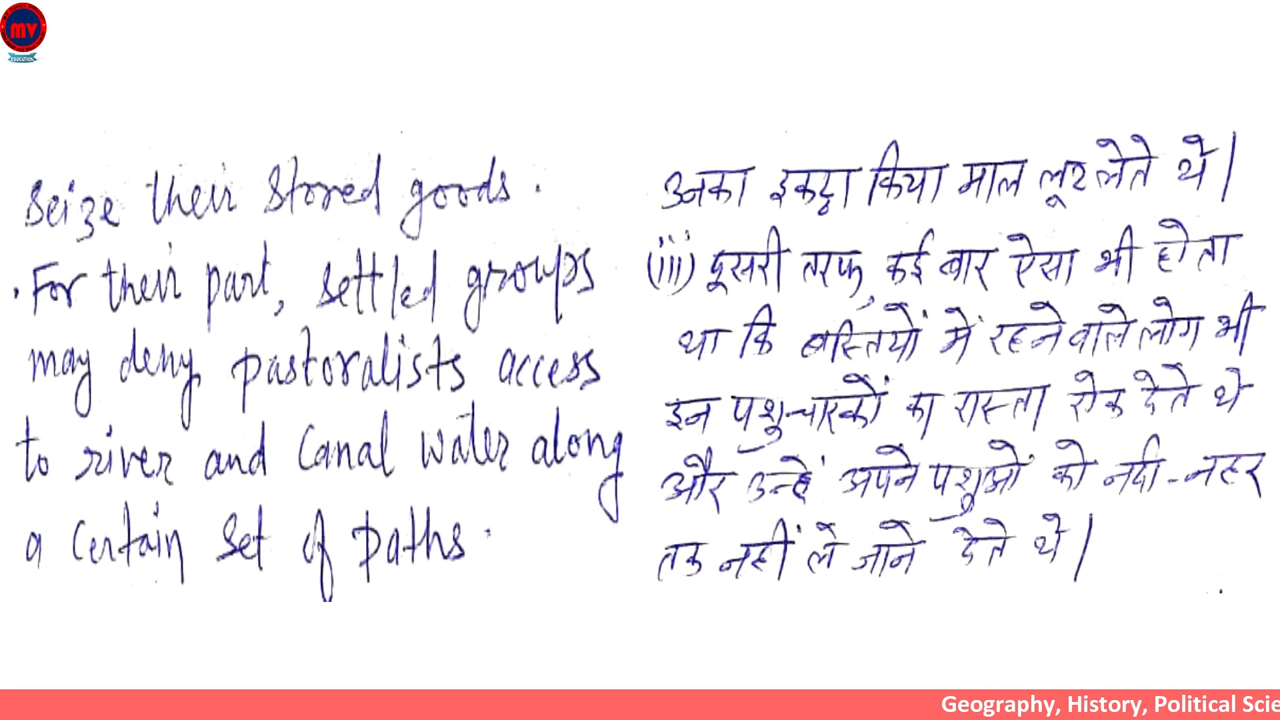 mv
EDUCATION
seize their stored goods.
• For their part, settled groups
may deny pastoralists access
to river and canal water along
a certain set of paths.
उनका इकट्ठा किया माल लूट लेते थे।
(iii) दूसरी तरफ, कई बार ऐसा भी होता
था कि बस्तियों में रहने वाले लोग भी
इन पशुचारकों का रास्ता रोक देते थे
और उन्हें अपने पशुओं को नदी-नहर
तक नहीं ले जाने देते थे।
Geography, History, Political Scie